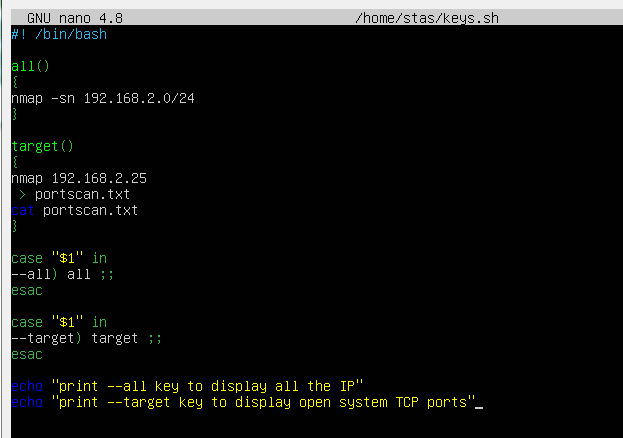 GNU nano 4.8 /home/stas/keys.sh
#! /bin/bash
all()
{
nmap -sn 192.168.2.0/24
}
target()
{
nmap 192.168.2.25
> portscan.txt
cat portscan.txt
}
case "$1" in
--all) all ;;
esac
case "$1" in
--target) target ;;
esac
echo "print --all key to display all the IP"
echo "print --target key to display open system TCP ports"